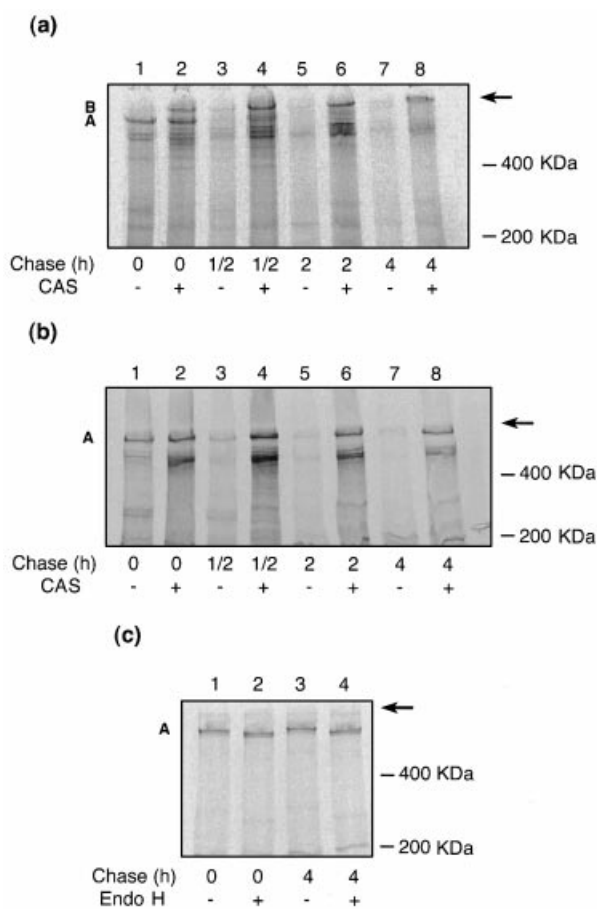 (a)
1 2 3 4 5 6 7 8
B
A
– 400 KDa
– 200 KDa
Chase (h) 0 0 1/2 1/2 2 2 4 4
CAS - + - + - + - +
(b)
1 2 3 4 5 6 7 8
A
– 400 KDa
– 200 KDa
Chase (h) 0 0 1/2 1/2 2 2 4 4
CAS - + - + - + - +
(c)
1 2 3 4
A
– 400 KDa
– 200 KDa
Chase (h) 0 0 4 4
Endo H - + - +